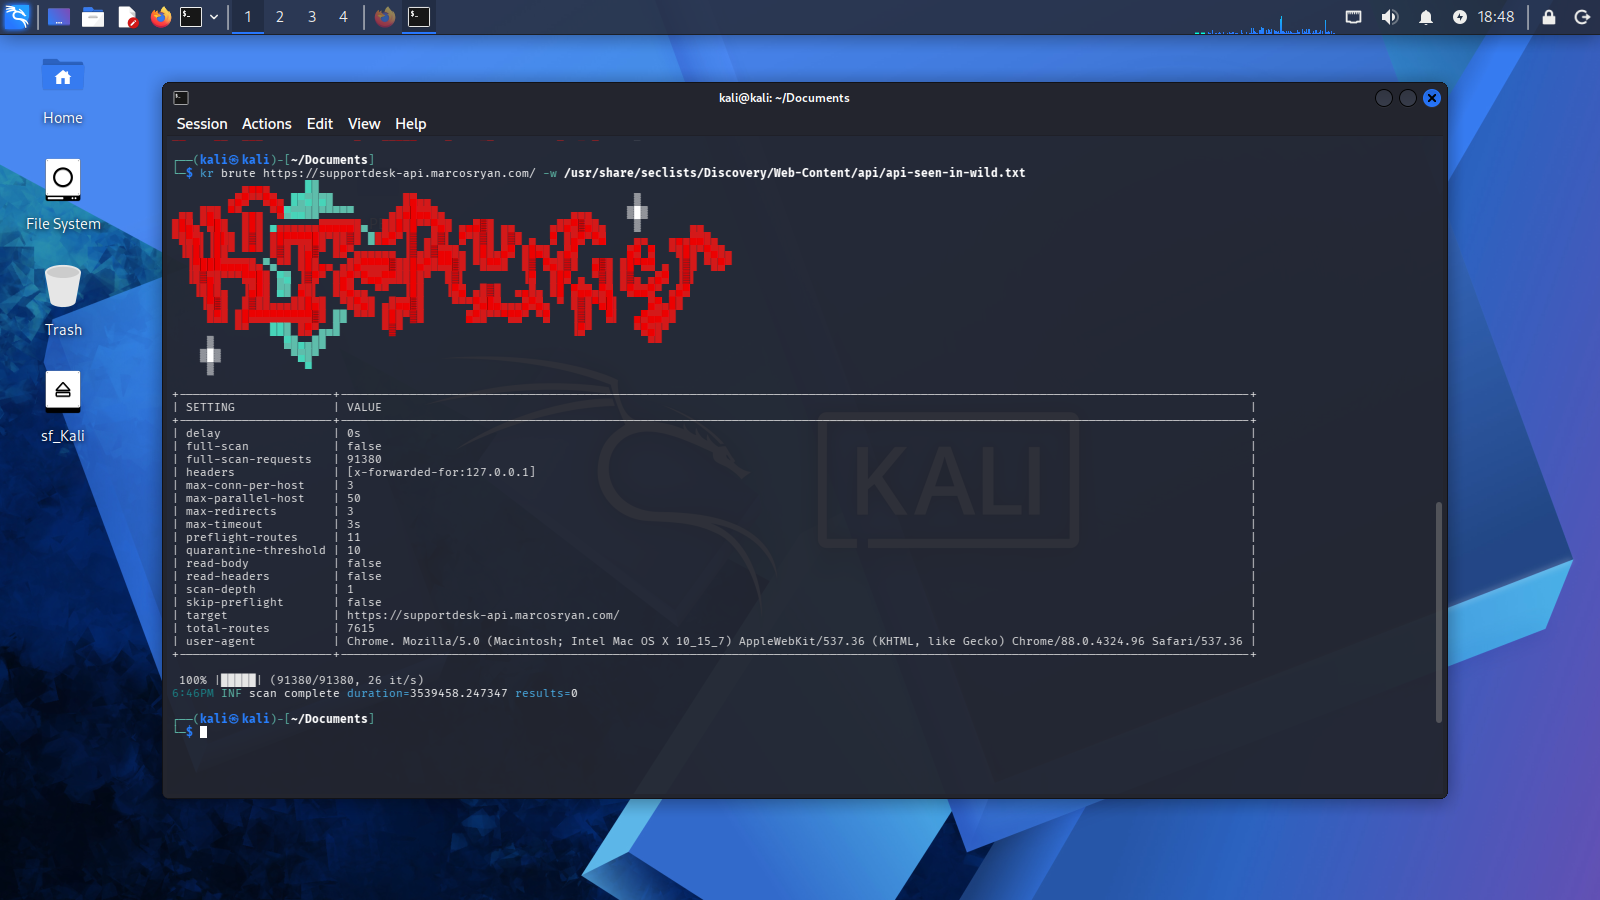 1 2 3 4 18:48
Home
File System
Trash
sf_Kali
kali@kali: ~/Documents
Session Actions Edit View Help
┌──(kali㉿kali)-[~/Documents]
└─$ kr brute https://supportdesk-api.marcosryan.com/ -w /usr/share/seclists/Discovery/Web-Content/api/api-seen-in-wild.txt
| SETTING | VALUE |
| delay | 0s |
| full-scan | false |
| full-scan-requests | 91380 |
| headers | [x-forwarded-for:127.0.0.1] |
| max-conn-per-host | 3 |
| max-parallel-host | 50 |
| max-redirects | 3 |
| max-timeout | 3s |
| preflight-routes | 11 |
| quarantine-threshold | 10 |
| read-body | false |
| read-headers | false |
| scan-depth | 1 |
| skip-preflight | false |
| target | https://supportdesk-api.marcosryan.com/ |
| total-routes | 7615 |
| user-agent | Chrome. Mozilla/5.0 (Macintosh; Intel Mac OS X 10_15_7) AppleWebKit/537.36 (KHTML, like Gecko) Chrome/88.0.4324.96 Safari/537.36 |
100% |█████| (91380/91380, 26 it/s)
6:46PM INF scan complete duration=3539458.247347 results=0
┌──(kali㉿kali)-[~/Documents]
└─$
KALI